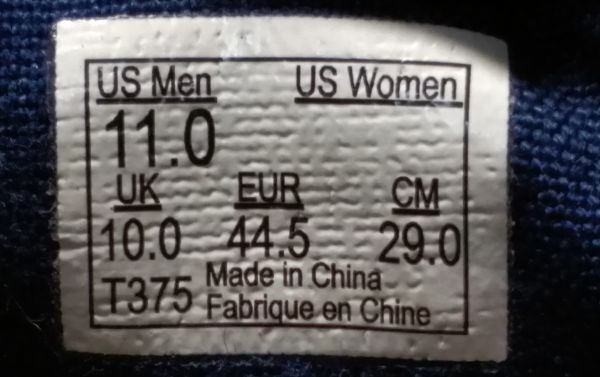 US Men US Women
11.0
UK EUR CM
10.0 44.5 29.0
T375 Made in China
Fabrique en Chine